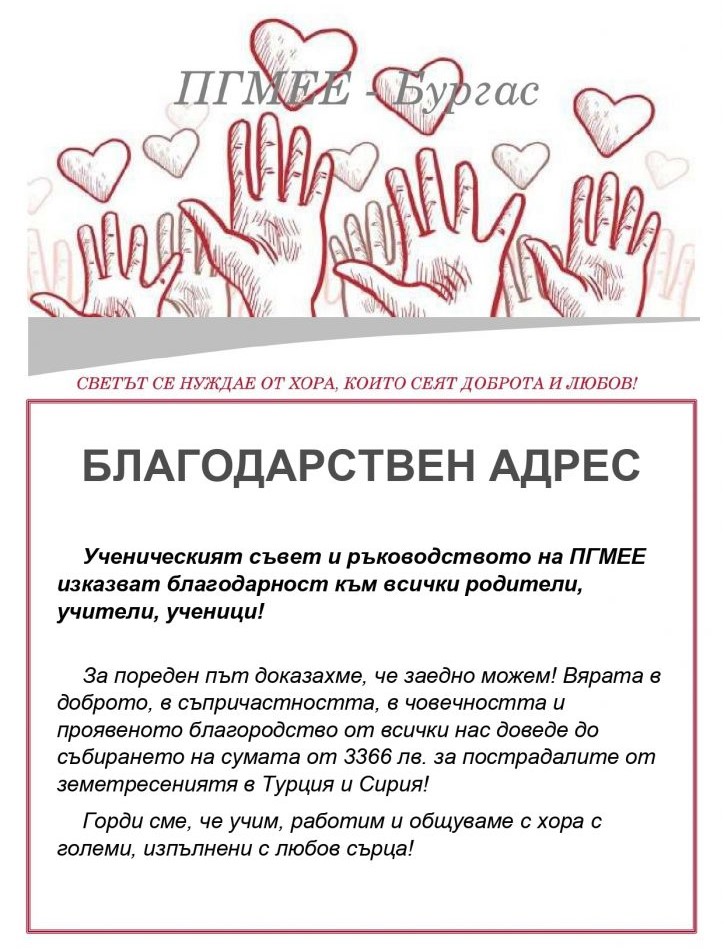 ПГМЕЕ - Бургас
СВЕТЪТ СЕ НУЖДАЕ ОТ ХОРА, КОИТО СЕЯТ ДОБРОТА И ЛЮБОВ!
БЛАГОДАРСТВЕН АДРЕС
Ученическият съвет и ръководството на ПГМЕЕ
изказват благодарност към всички родители,
учители, ученици!
За пореден път доказахме, че заедно можем! Вярата в
доброто, в съпричастността, в човечността и
проявеното благородство от всички нас доведе до
събирането на сумата от 3366 лв. за пострадалите от
земетресениятя в Турция и Сирия!
Горди сме, че учим, работим и общуваме с хора с
големи, изпълнени с любов сърца!